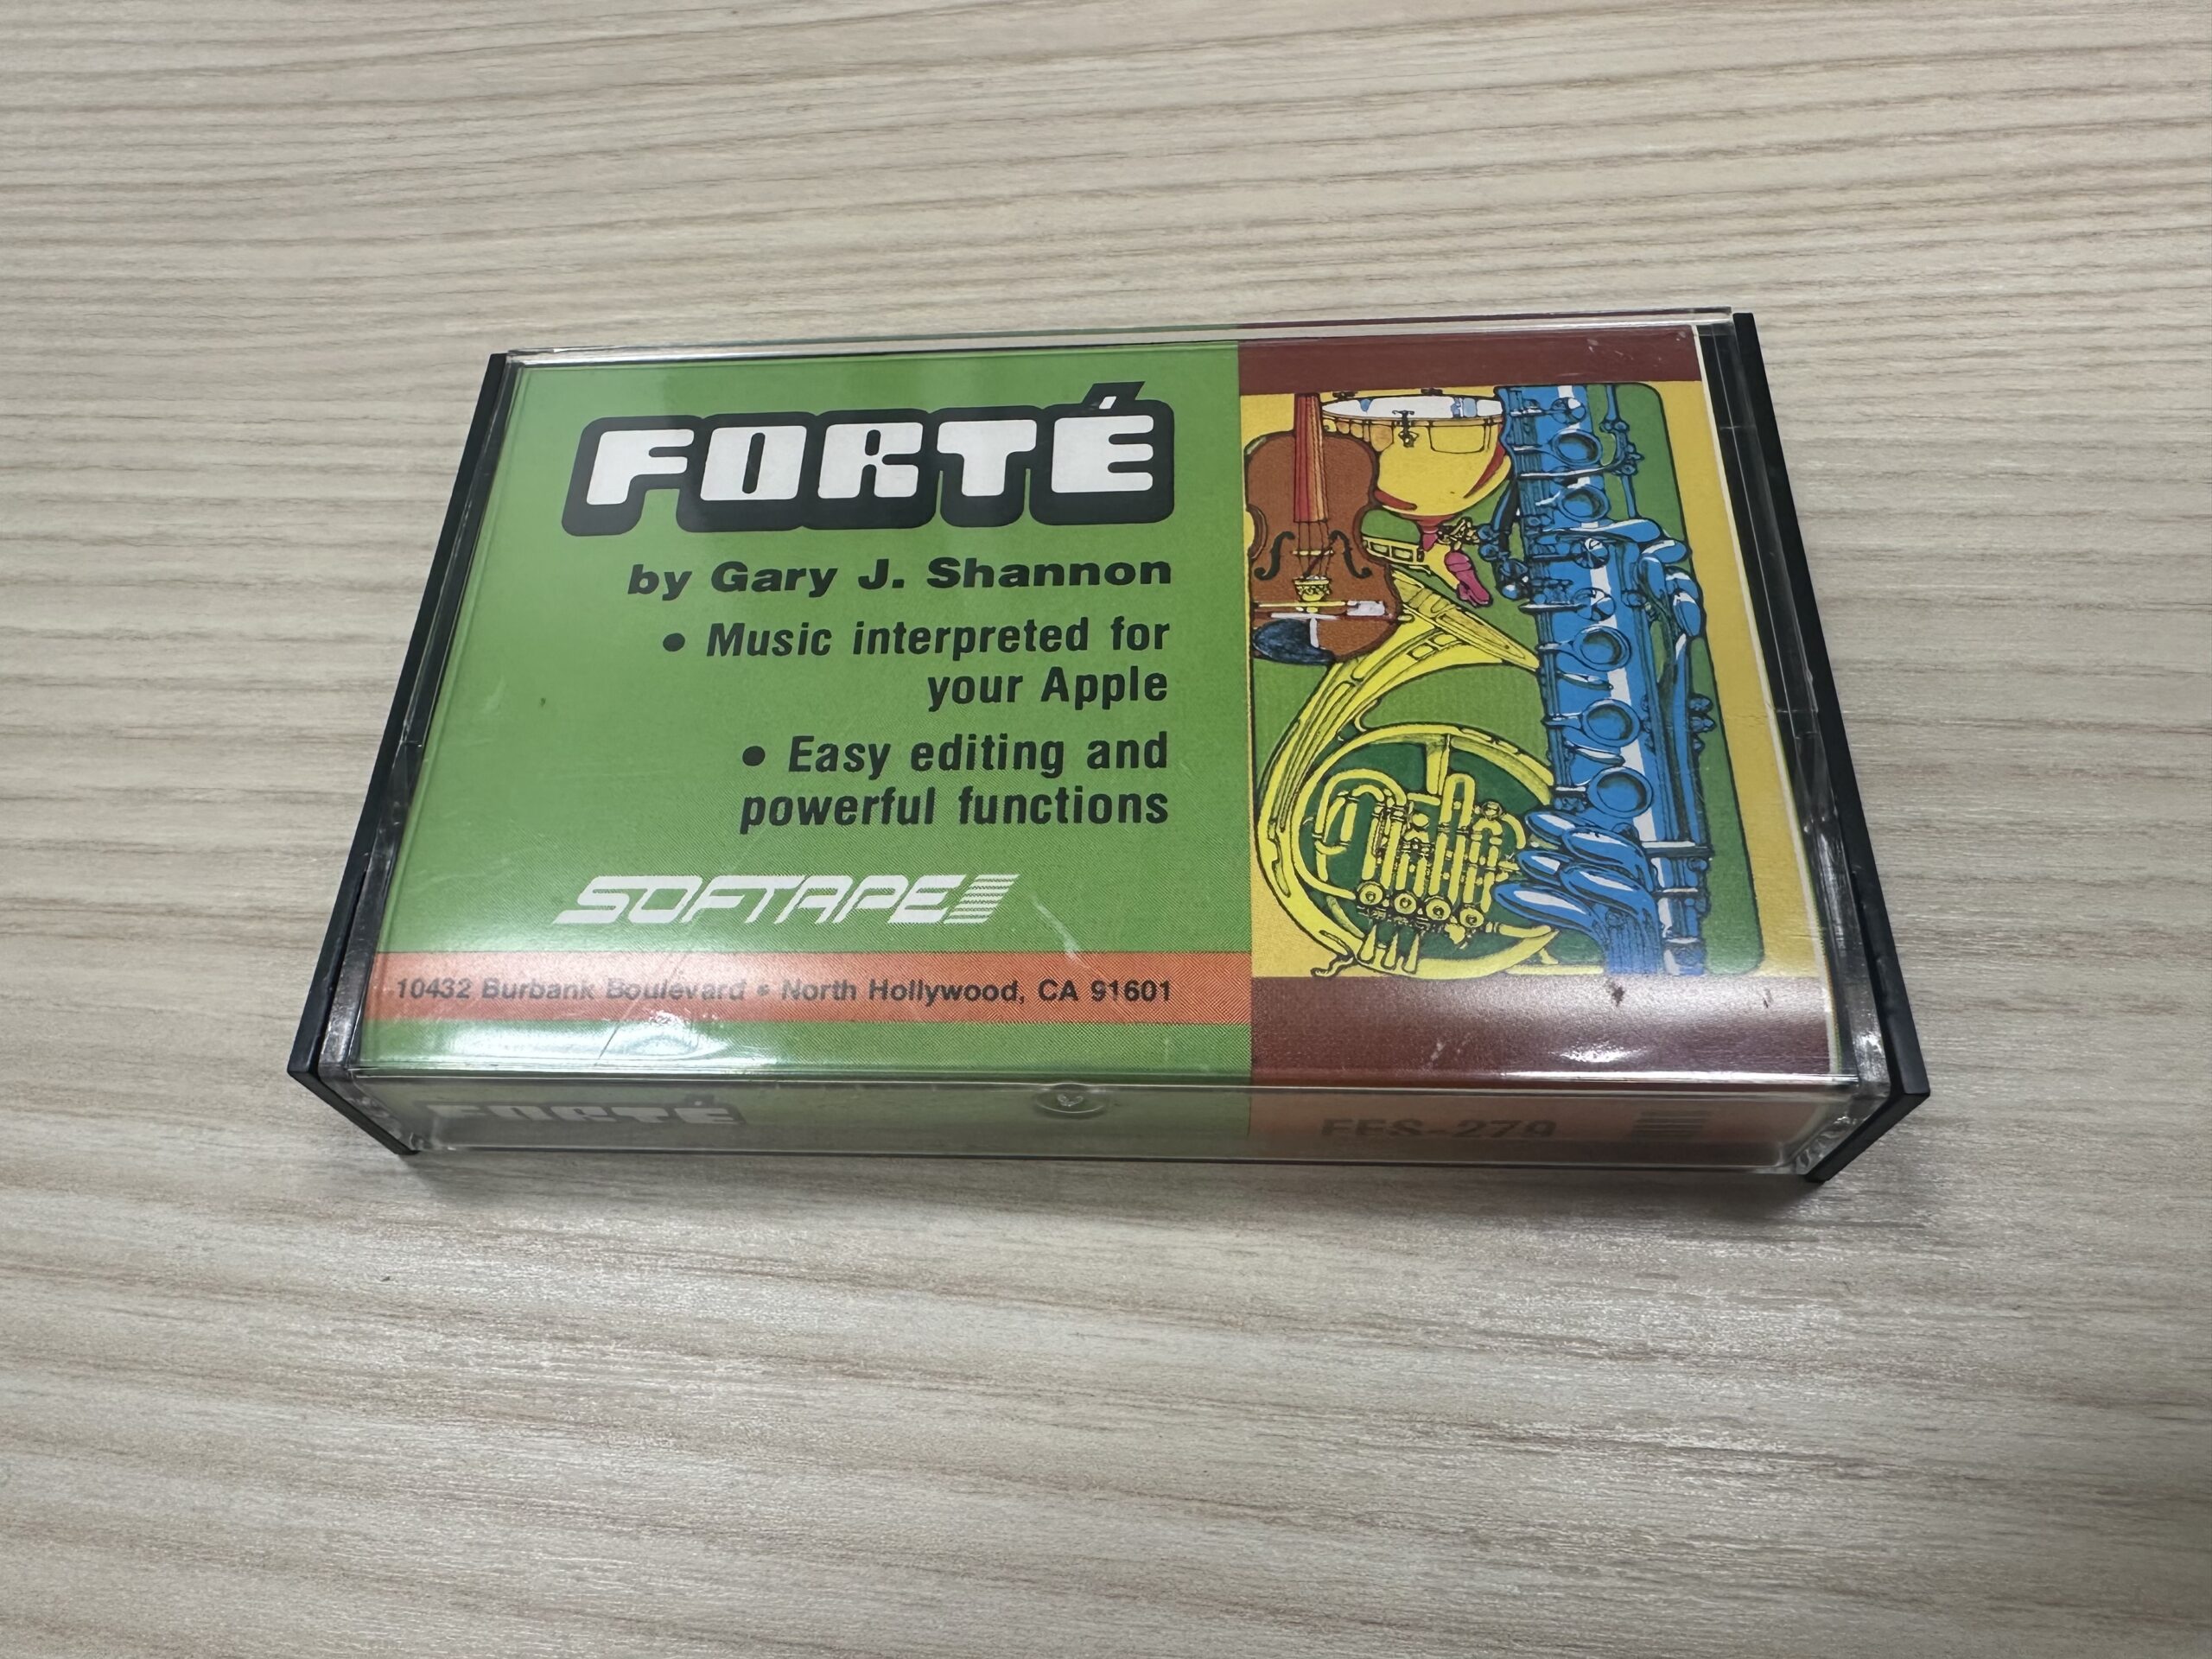 FORTÉ
by Gary J. Shannon
• Music interpreted for
your Apple
• Easy editing and
powerful functions
SOFTAPE
10432 Burbank Boulevard • North Hollywood, CA 91601
FORTÉ